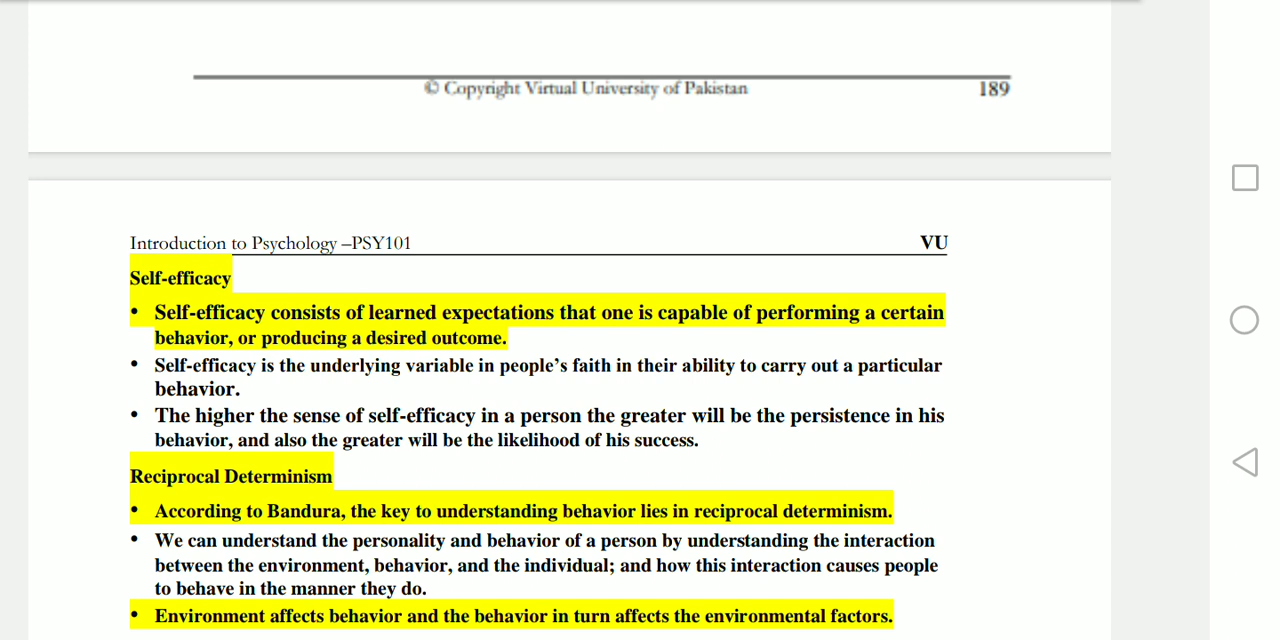 © Copyright Virtual University of Pakistan 189
Introduction to Psychology –PSY101 VU
Self-efficacy
• Self-efficacy consists of learned expectations that one is capable of performing a certain
behavior, or producing a desired outcome.
• Self-efficacy is the underlying variable in people’s faith in their ability to carry out a particular
behavior.
• The higher the sense of self-efficacy in a person the greater will be the persistence in his
behavior, and also the greater will be the likelihood of his success.
Reciprocal Determinism
• According to Bandura, the key to understanding behavior lies in reciprocal determinism.
• We can understand the personality and behavior of a person by understanding the interaction
between the environment, behavior, and the individual; and how this interaction causes people
to behave in the manner they do.
• Environment affects behavior and the behavior in turn affects the environmental factors.